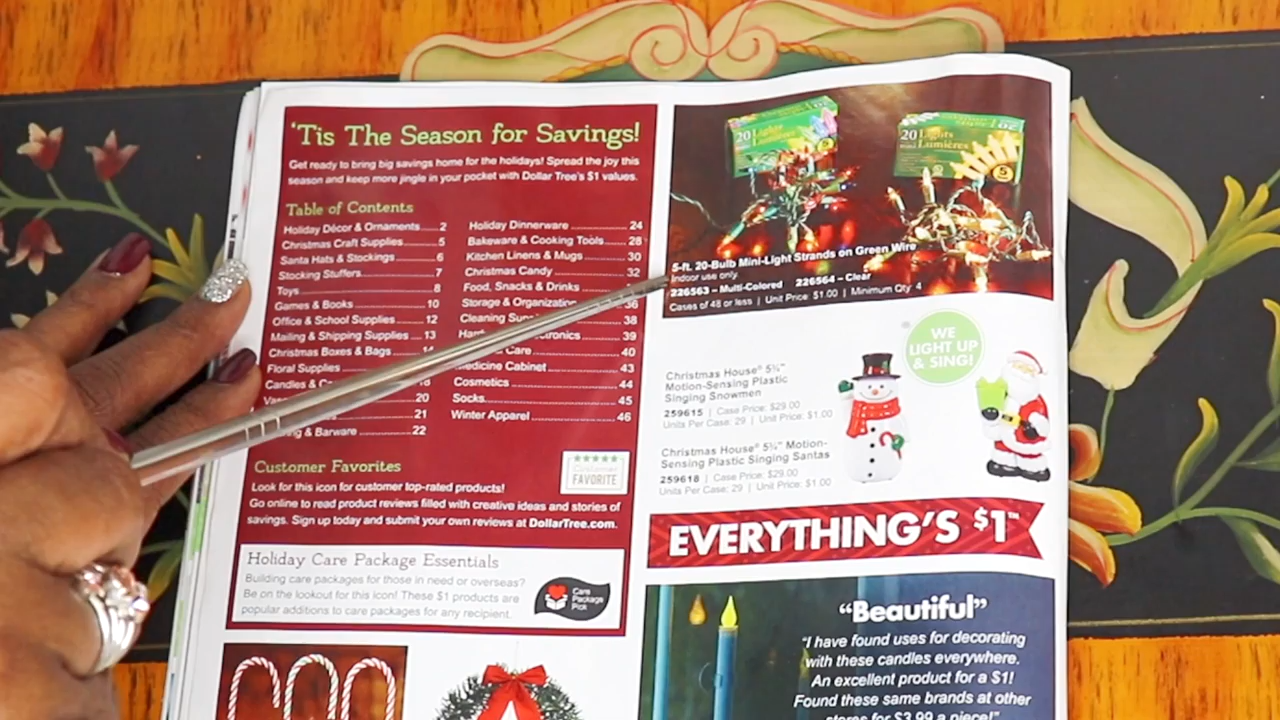 'Tis The Season for Savings!
Get ready to bring big savings home for the holidays! Spread the joy this
season and keep more jingle in your pocket with Dollar Tree's $1 values.
Table of Contents
Holiday Décor & Ornaments ...... 2
Christmas Craft Supplies ...... 5
Santa Hats & Stockings ...... 6
Stocking Stuffers ...... 7
Toys ...... 8
Games & Books ...... 10
Office & School Supplies ...... 12
Mailing & Shipping Supplies .... 13
Christmas Boxes & Bags ......
Floral Supplies
Candles &
20
21
& Barware ...... 22
Holiday Dinnerware ...... 24
Bakeware & Cooking Tools ...... 28
Kitchen Linens & Mugs ...... 30
Christmas Candy ...... 32
Food, Snacks & Drinks
Storage & Organization 36
Cleaning 38
39
Care ...... 40
Medicine Cabinet ...... 43
Cosmetics ...... 44
Socks ...... 45
Winter Apparel ...... 46
Customer Favorites
Look for this icon for customer top-rated products!
Go online to read product reviews filled with creative ideas and stories of
savings. Sign up today and submit your own reviews at DollarTree.com.
Customer
FAVORITE
Holiday Care Package Essentials
Building care packages for those in need or overseas?
Be on the lookout for this icon! These $1 products are
popular additions to care packages for any recipient.
Care
Package
Pick
20 Lights
Lumières
20 Lights
Lumières
5
5-ft. 20-Bulb Mini-Light Strands on Green Wire
Indoor use only.
226563 – Multi-Colored 226564 – Clear
Cases of 48 or less | Unit Price: $1.00 | Minimum Qty: 4
WE
LIGHT UP
& SING!
Christmas House® 5¾"
Motion-Sensing Plastic
Singing Snowmen
259615 | Case Price: $29.00
Units Per Case: 29 | Unit Price: $1.00
Christmas House® 5¾" Motion-
Sensing Plastic Singing Santas
259618 | Case Price: $29.00
Units Per Case: 29 | Unit Price: $1.00
EVERYTHING'S $1™
"Beautiful"
"I have found uses for decorating
with these candles everywhere.
An excellent product for a $1!
Found these same brands at other
stores for $3.99 a piece!"